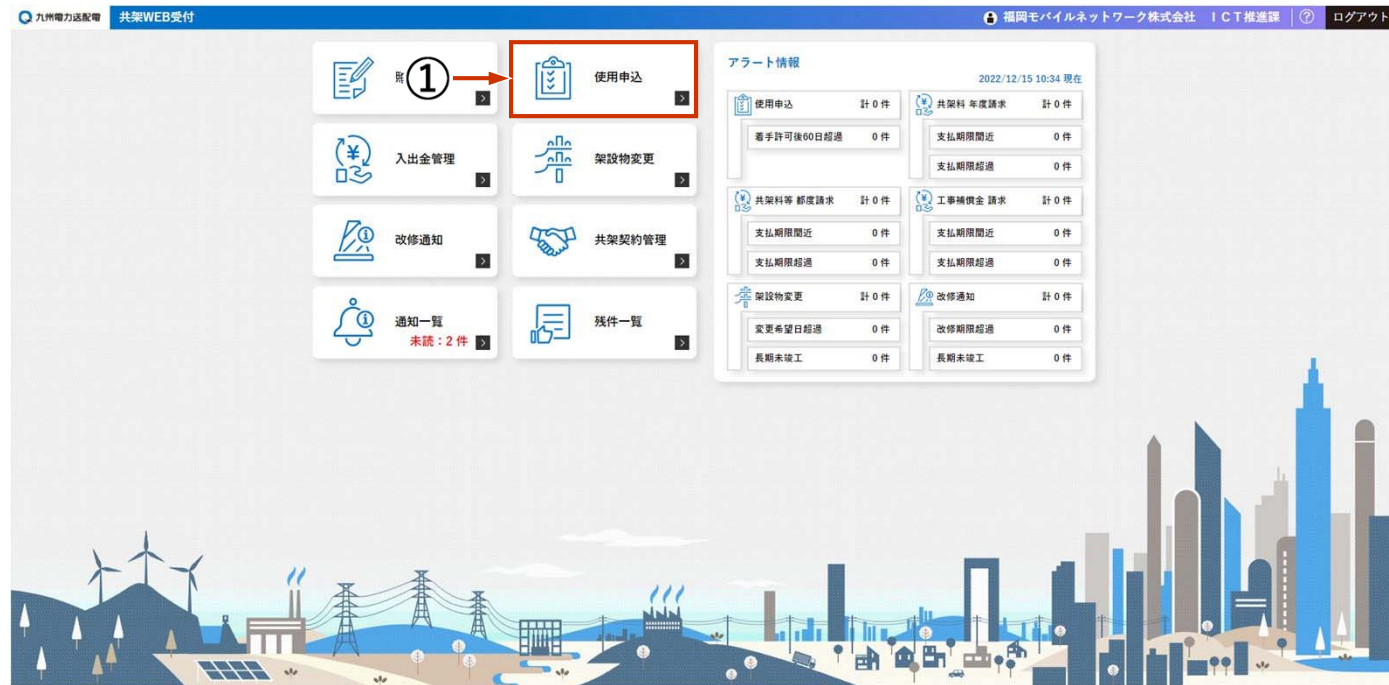 九州電力送配電 共架WEB受付 福岡モバイルネットワーク株式会社 ICT推進課 ? ログアウト
① 使用申込
入出金管理 架設物変更
改修通知 共架契約管理
通知一覧 残件一覧
未読：2 件
アラート情報
2022/12/15 10:34 現在
使用申込 計 0 件
着手許可後60日超過 0 件
共架料 年度請求 計 0 件
支払期限間近 0 件
支払期限超過 0 件
共架料等 都度請求 計 0 件
支払期限間近 0 件
支払期限超過 0 件
工事補償金 請求 計 0 件
支払期限間近 0 件
支払期限超過 0 件
架設物変更 計 0 件
変更希望日超過 0 件
長期未竣工 0 件
改修通知 計 0 件
改修期限超過 0 件
長期未竣工 0 件